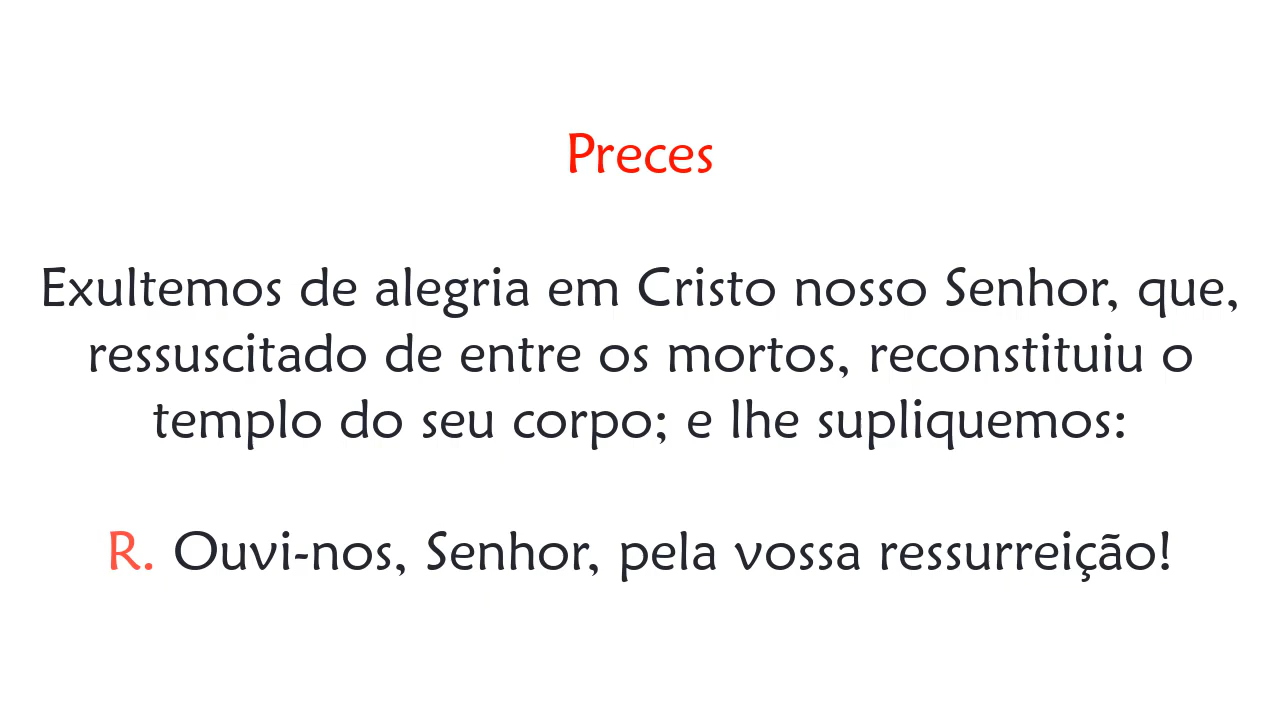 Preces
Exultemos de alegria em Cristo nosso Senhor, que,
ressuscitado de entre os mortos, reconstituiu o
templo do seu corpo; e lhe supliquemos:
R. Ouvi-nos, Senhor, pela vossa ressurreição!